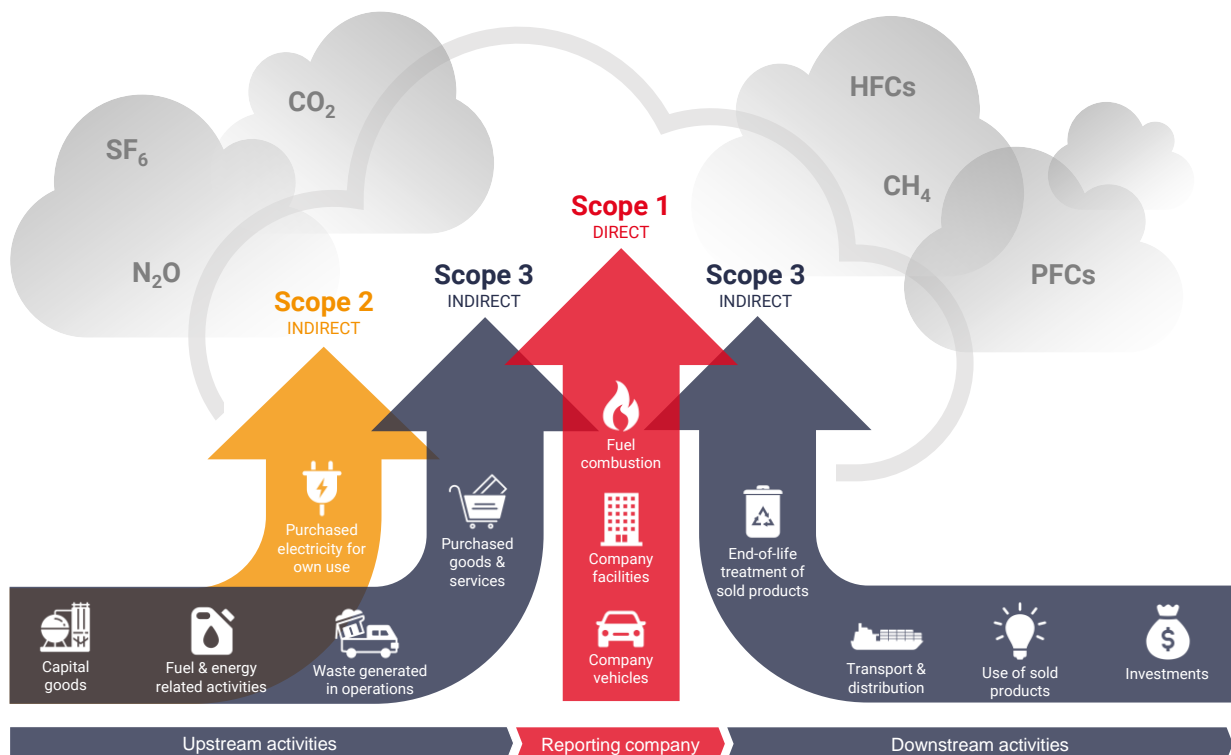 CO₂
HFCs
SF₆
CH₄
N₂O
PFCs
Scope 1
DIRECT
Scope 3
INDIRECT
Scope 3
INDIRECT
Scope 2
INDIRECT
Purchased
electricity for
own use
Purchased
goods &
services
Fuel
combustion
Company
facilities
Company
vehicles
End-of-life
treatment of
sold products
Capital
goods
Fuel & energy
related activities
Waste generated
in operations
Transport &
distribution
Use of sold
products
$
Investments
Upstream activities
Reporting company
Downstream activities